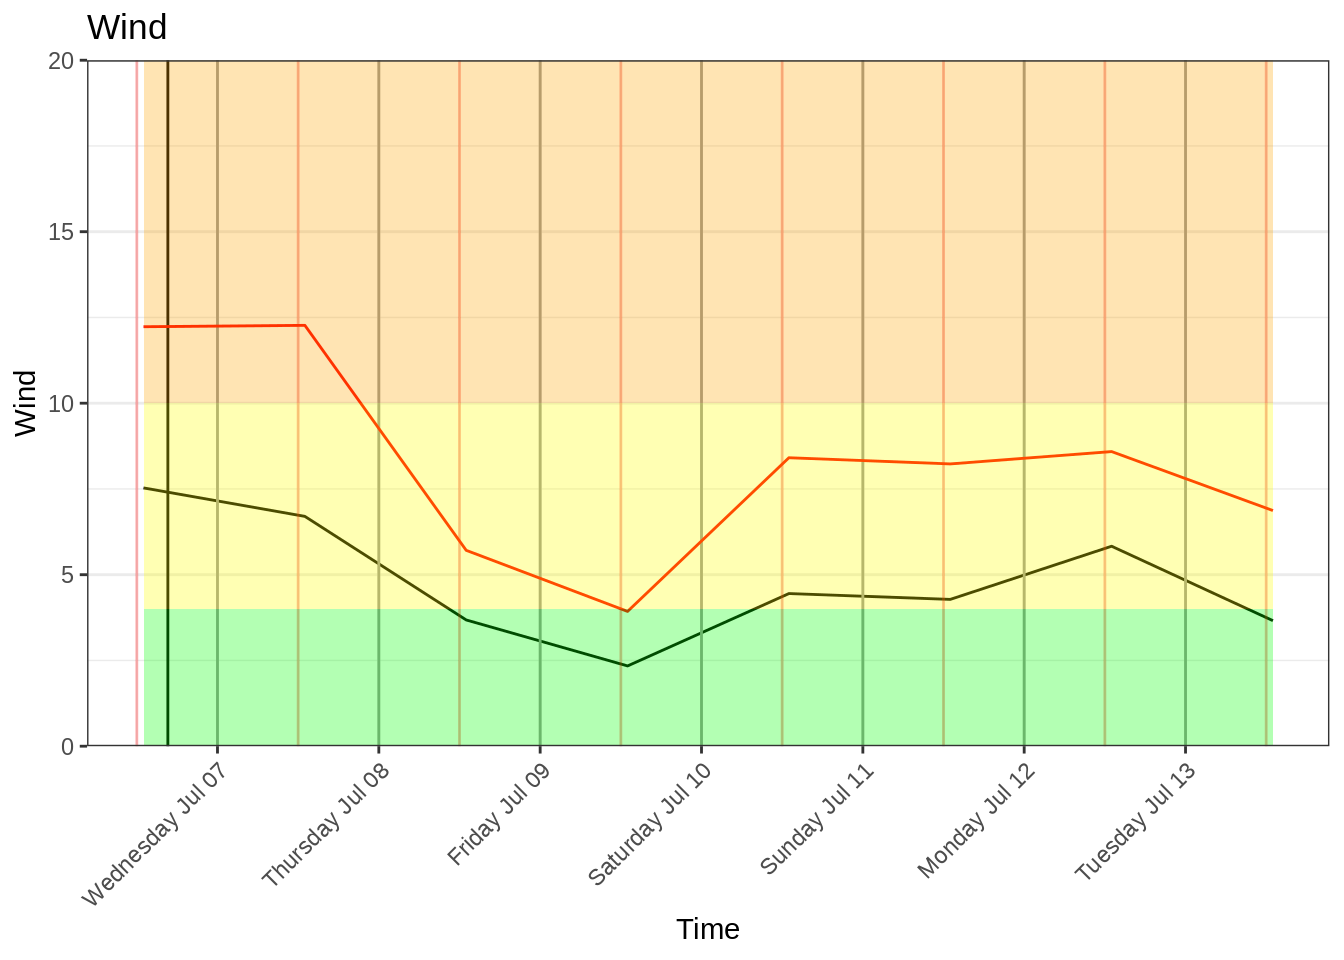 Wind
20
15
10
5
0
Wind
Wednesday Jul 07
Thursday Jul 08
Friday Jul 09
Saturday Jul 10
Sunday Jul 11
Monday Jul 12
Tuesday Jul 13
Time